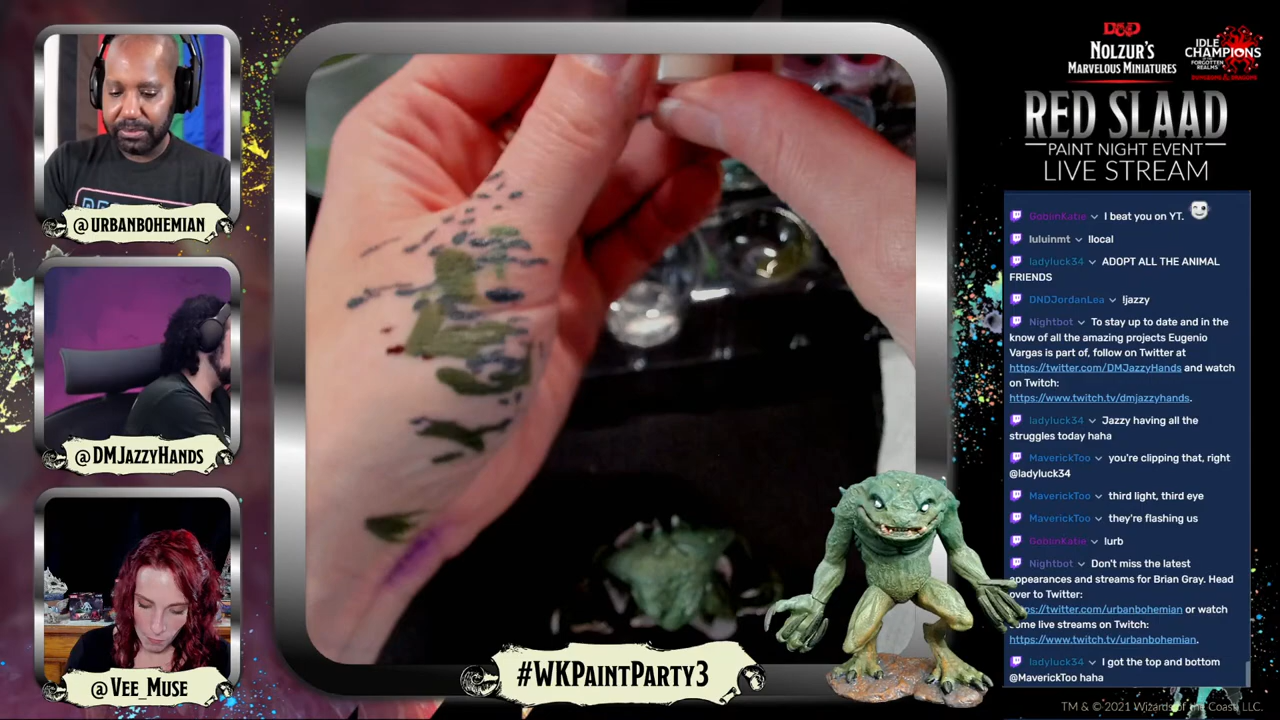 @URBANBOHEMIAN
@DMJAZZYHANDS
@VEE_MUSE
#WKPAINTPARTY3
D&D
NOLZUR'S
MARVELOUS MINIATURES
IDLE
CHAMPIONS
FORGOTTEN
REALMS
DUNGEONS & DRAGONS
RED SLAAD
PAINT NIGHT EVENT
LIVE STREAM
GoblinKatie I beat you on YT.
luluinmt !local
ladyluck34 ADOPT ALL THE ANIMAL
FRIENDS
DNDJordanLea !jazzy
Nightbot To stay up to date and in the
know of all the amazing projects Eugenio
Vargas is part of, follow on Twitter at
https://twitter.com/DMJazzyHands and watch
on Twitch:
https://www.twitch.tv/dmjazzyhands.
ladyluck34 Jazzy having all the
struggles today haha
MaverickToo you're clipping that, right
@ladyluck34
MaverickToo third light, third eye
MaverickToo they're flashing us
GoblinKatie lurb
Nightbot Don't miss the latest
appearances and streams for Brian Gray. Head
over to Twitter:
ps://twitter.com/urbanbohemian or watch
ome live streams on Twitch:
https://www.twitch.tv/urbanbohemian.
ladyluck34 I got the top and bottom
@MaverickToo haha
TM & © 2021 Wizards of the Coast LLC.